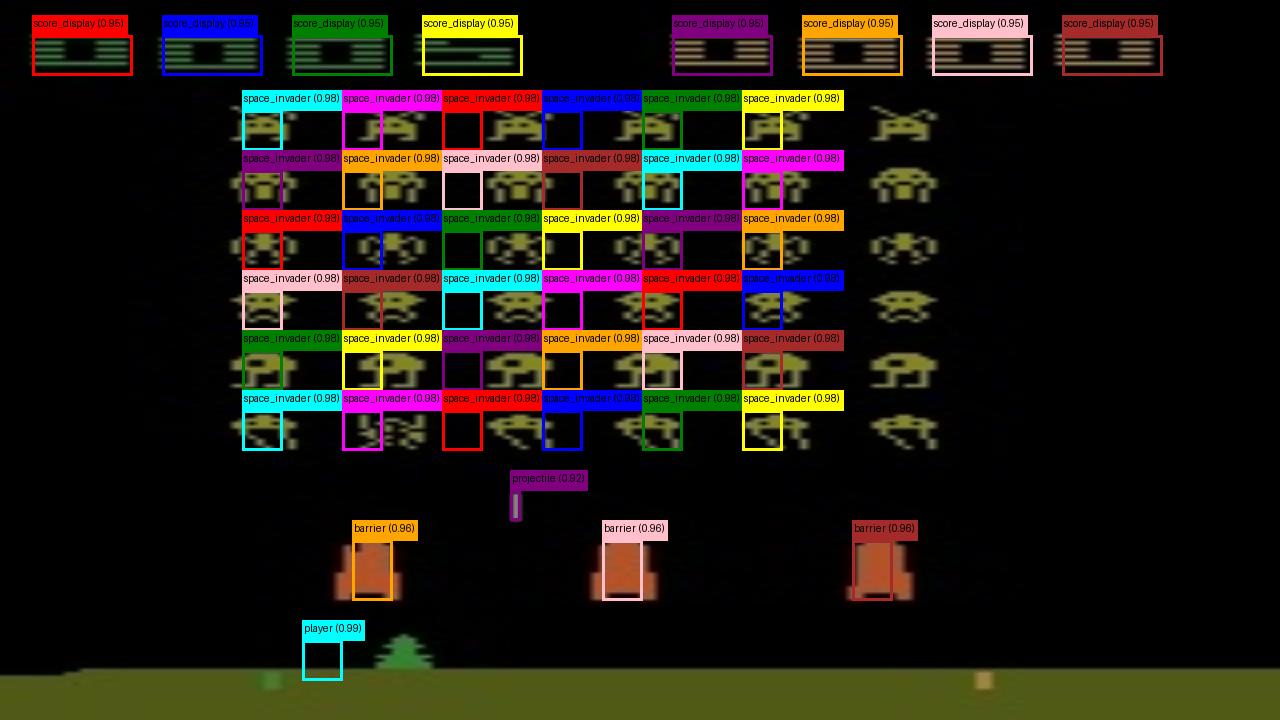 score_display (0.95) score_display (0.95) score_display (0.95) score_display (0.95) score_display (0.95) score_display (0.95) score_display (0.95) score_display (0.95)
space_invader (0.98) space_invader (0.98) space_invader (0.98) space_invader (0.98) space_invader (0.98) space_invader (0.98)
space_invader (0.98) space_invader (0.98) space_invader (0.98) space_invader (0.98) space_invader (0.98) space_invader (0.98)
space_invader (0.98) space_invader (0.98) space_invader (0.98) space_invader (0.98) space_invader (0.98) space_invader (0.98)
space_invader (0.98) space_invader (0.98) space_invader (0.98) space_invader (0.98) space_invader (0.98) space_invader (0.98)
space_invader (0.98) space_invader (0.98) space_invader (0.98) space_invader (0.98) space_invader (0.98) space_invader (0.98)
space_invader (0.98) space_invader (0.98) space_invader (0.98) space_invader (0.98) space_invader (0.98) space_invader (0.98)
projectile (0.92)
barrier (0.96) barrier (0.96) barrier (0.96)
player (0.99)